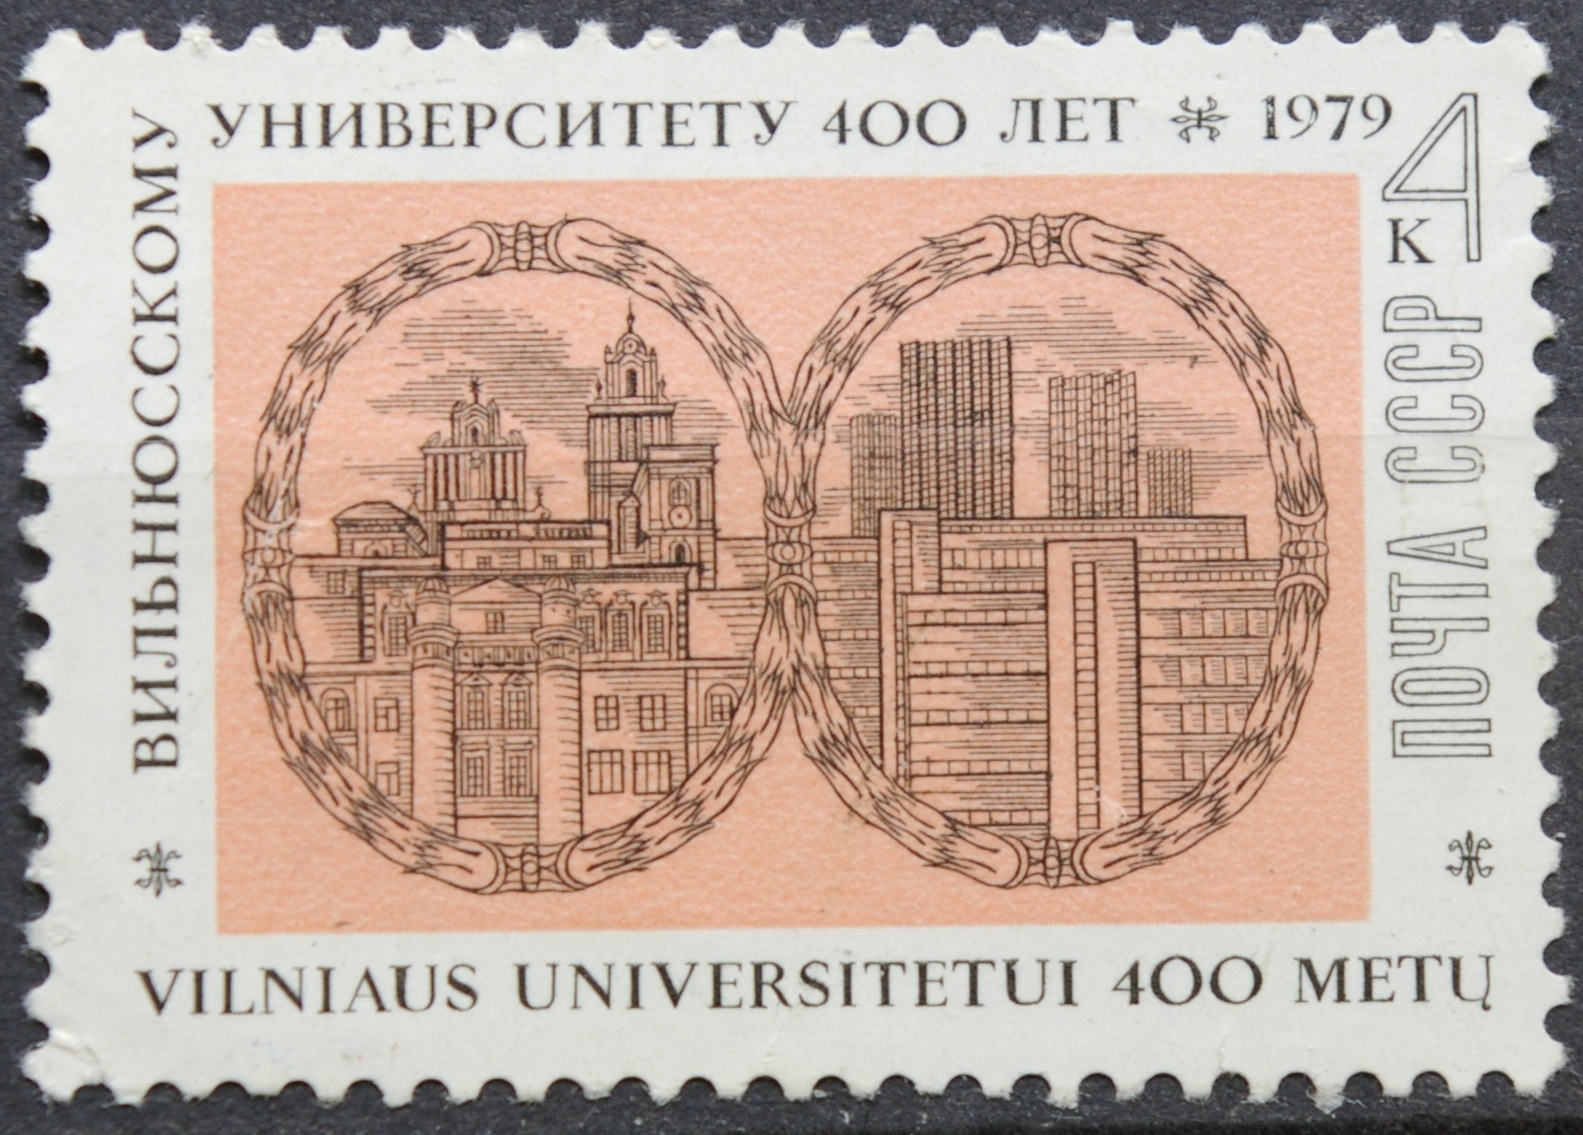 ВИЛЬНЮССКОМУ
УНИВЕРСИТЕТУ 400 ЛЕТ 1979
4
К
ПОЧТА СССР
VILNIAUS UNIVERSITETUI 400 METŲ